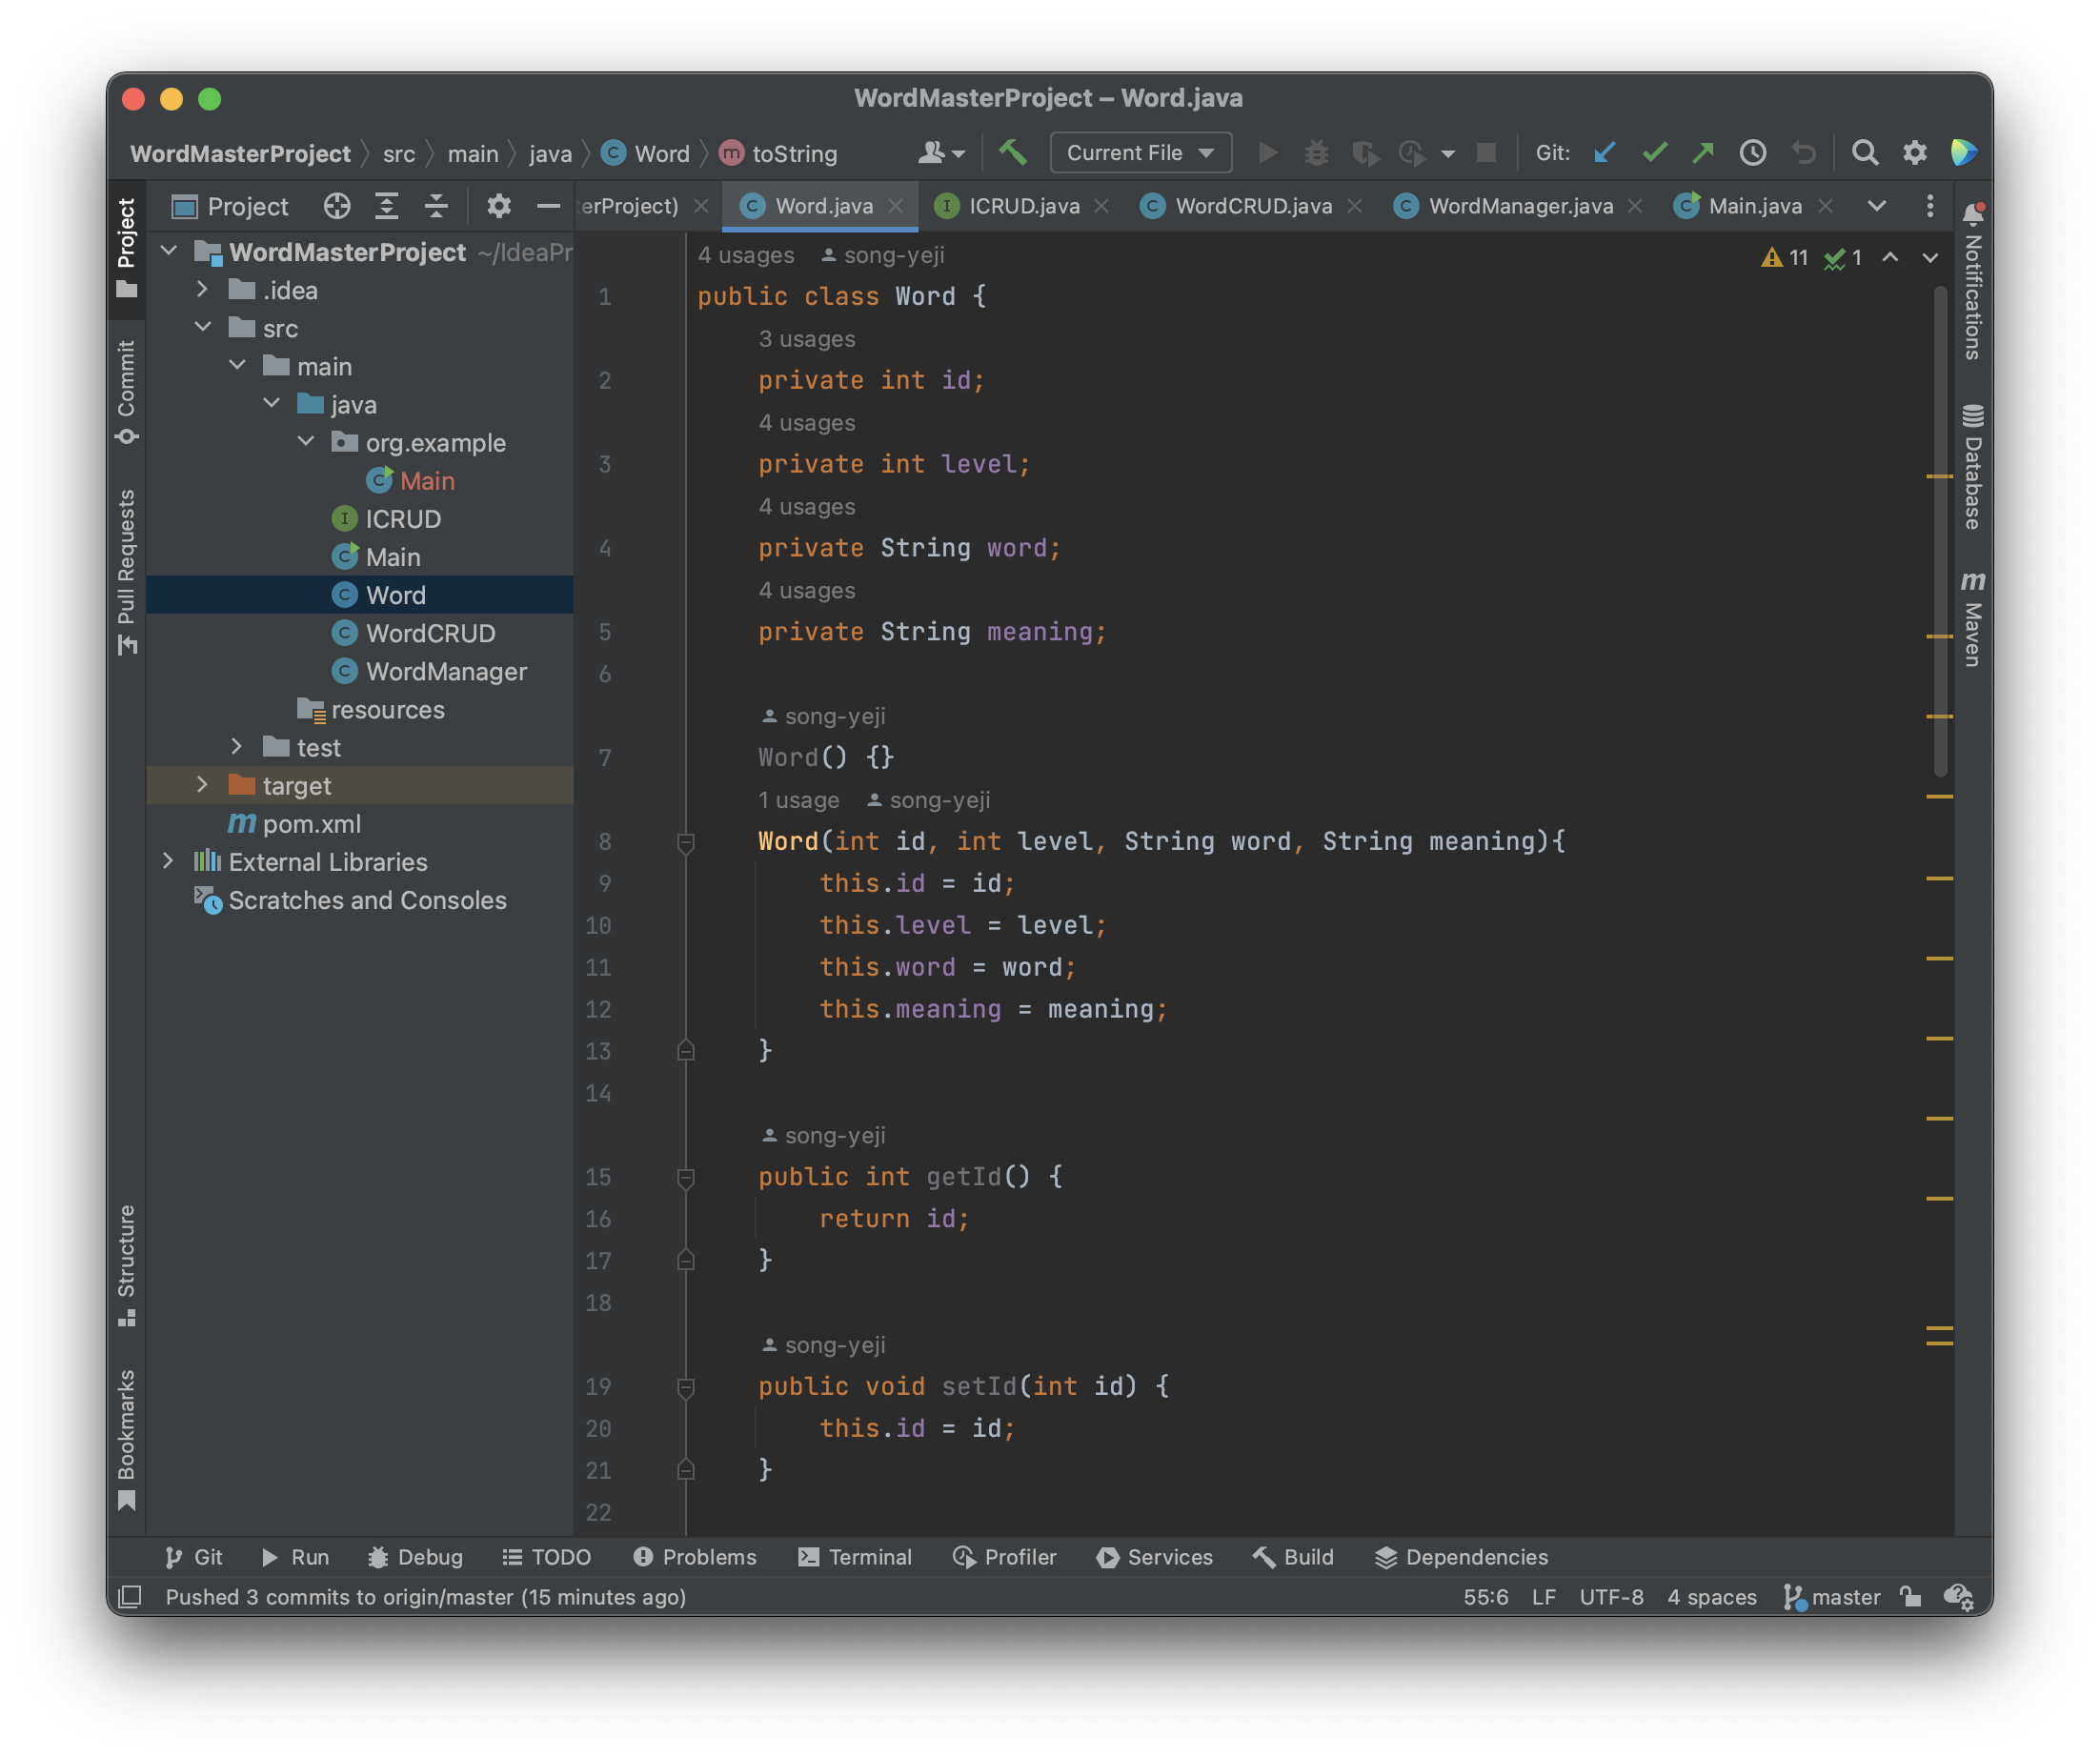 WordMasterProject – Word.java
WordMasterProject src main java Word toString Current File Git:
Project erProject) Word.java ICRUD.java WordCRUD.java WordManager.java Main.java
Project
Commit
Pull Requests
Structure
Bookmarks
WordMasterProject ~/IdeaPr
.idea
src
main
java
org.example
Main
ICRUD
Main
Word
WordCRUD
WordManager
resources
test
target
pom.xml
External Libraries
Scratches and Consoles
4 usages song-yeji
11 1
1 public class Word {
3 usages
2 private int id;
4 usages
3 private int level;
4 usages
4 private String word;
4 usages
5 private String meaning;
6
song-yeji
7 Word() {}
1 usage song-yeji
8 Word(int id, int level, String word, String meaning){
9 this.id = id;
10 this.level = level;
11 this.word = word;
12 this.meaning = meaning;
13 }
14
song-yeji
15 public int getId() {
16 return id;
17 }
18
song-yeji
19 public void setId(int id) {
20 this.id = id;
21 }
22
Notifications
Database
Maven
Git Run Debug TODO Problems Terminal Profiler Services Build Dependencies
Pushed 3 commits to origin/master (15 minutes ago) 55:6 LF UTF-8 4 spaces master